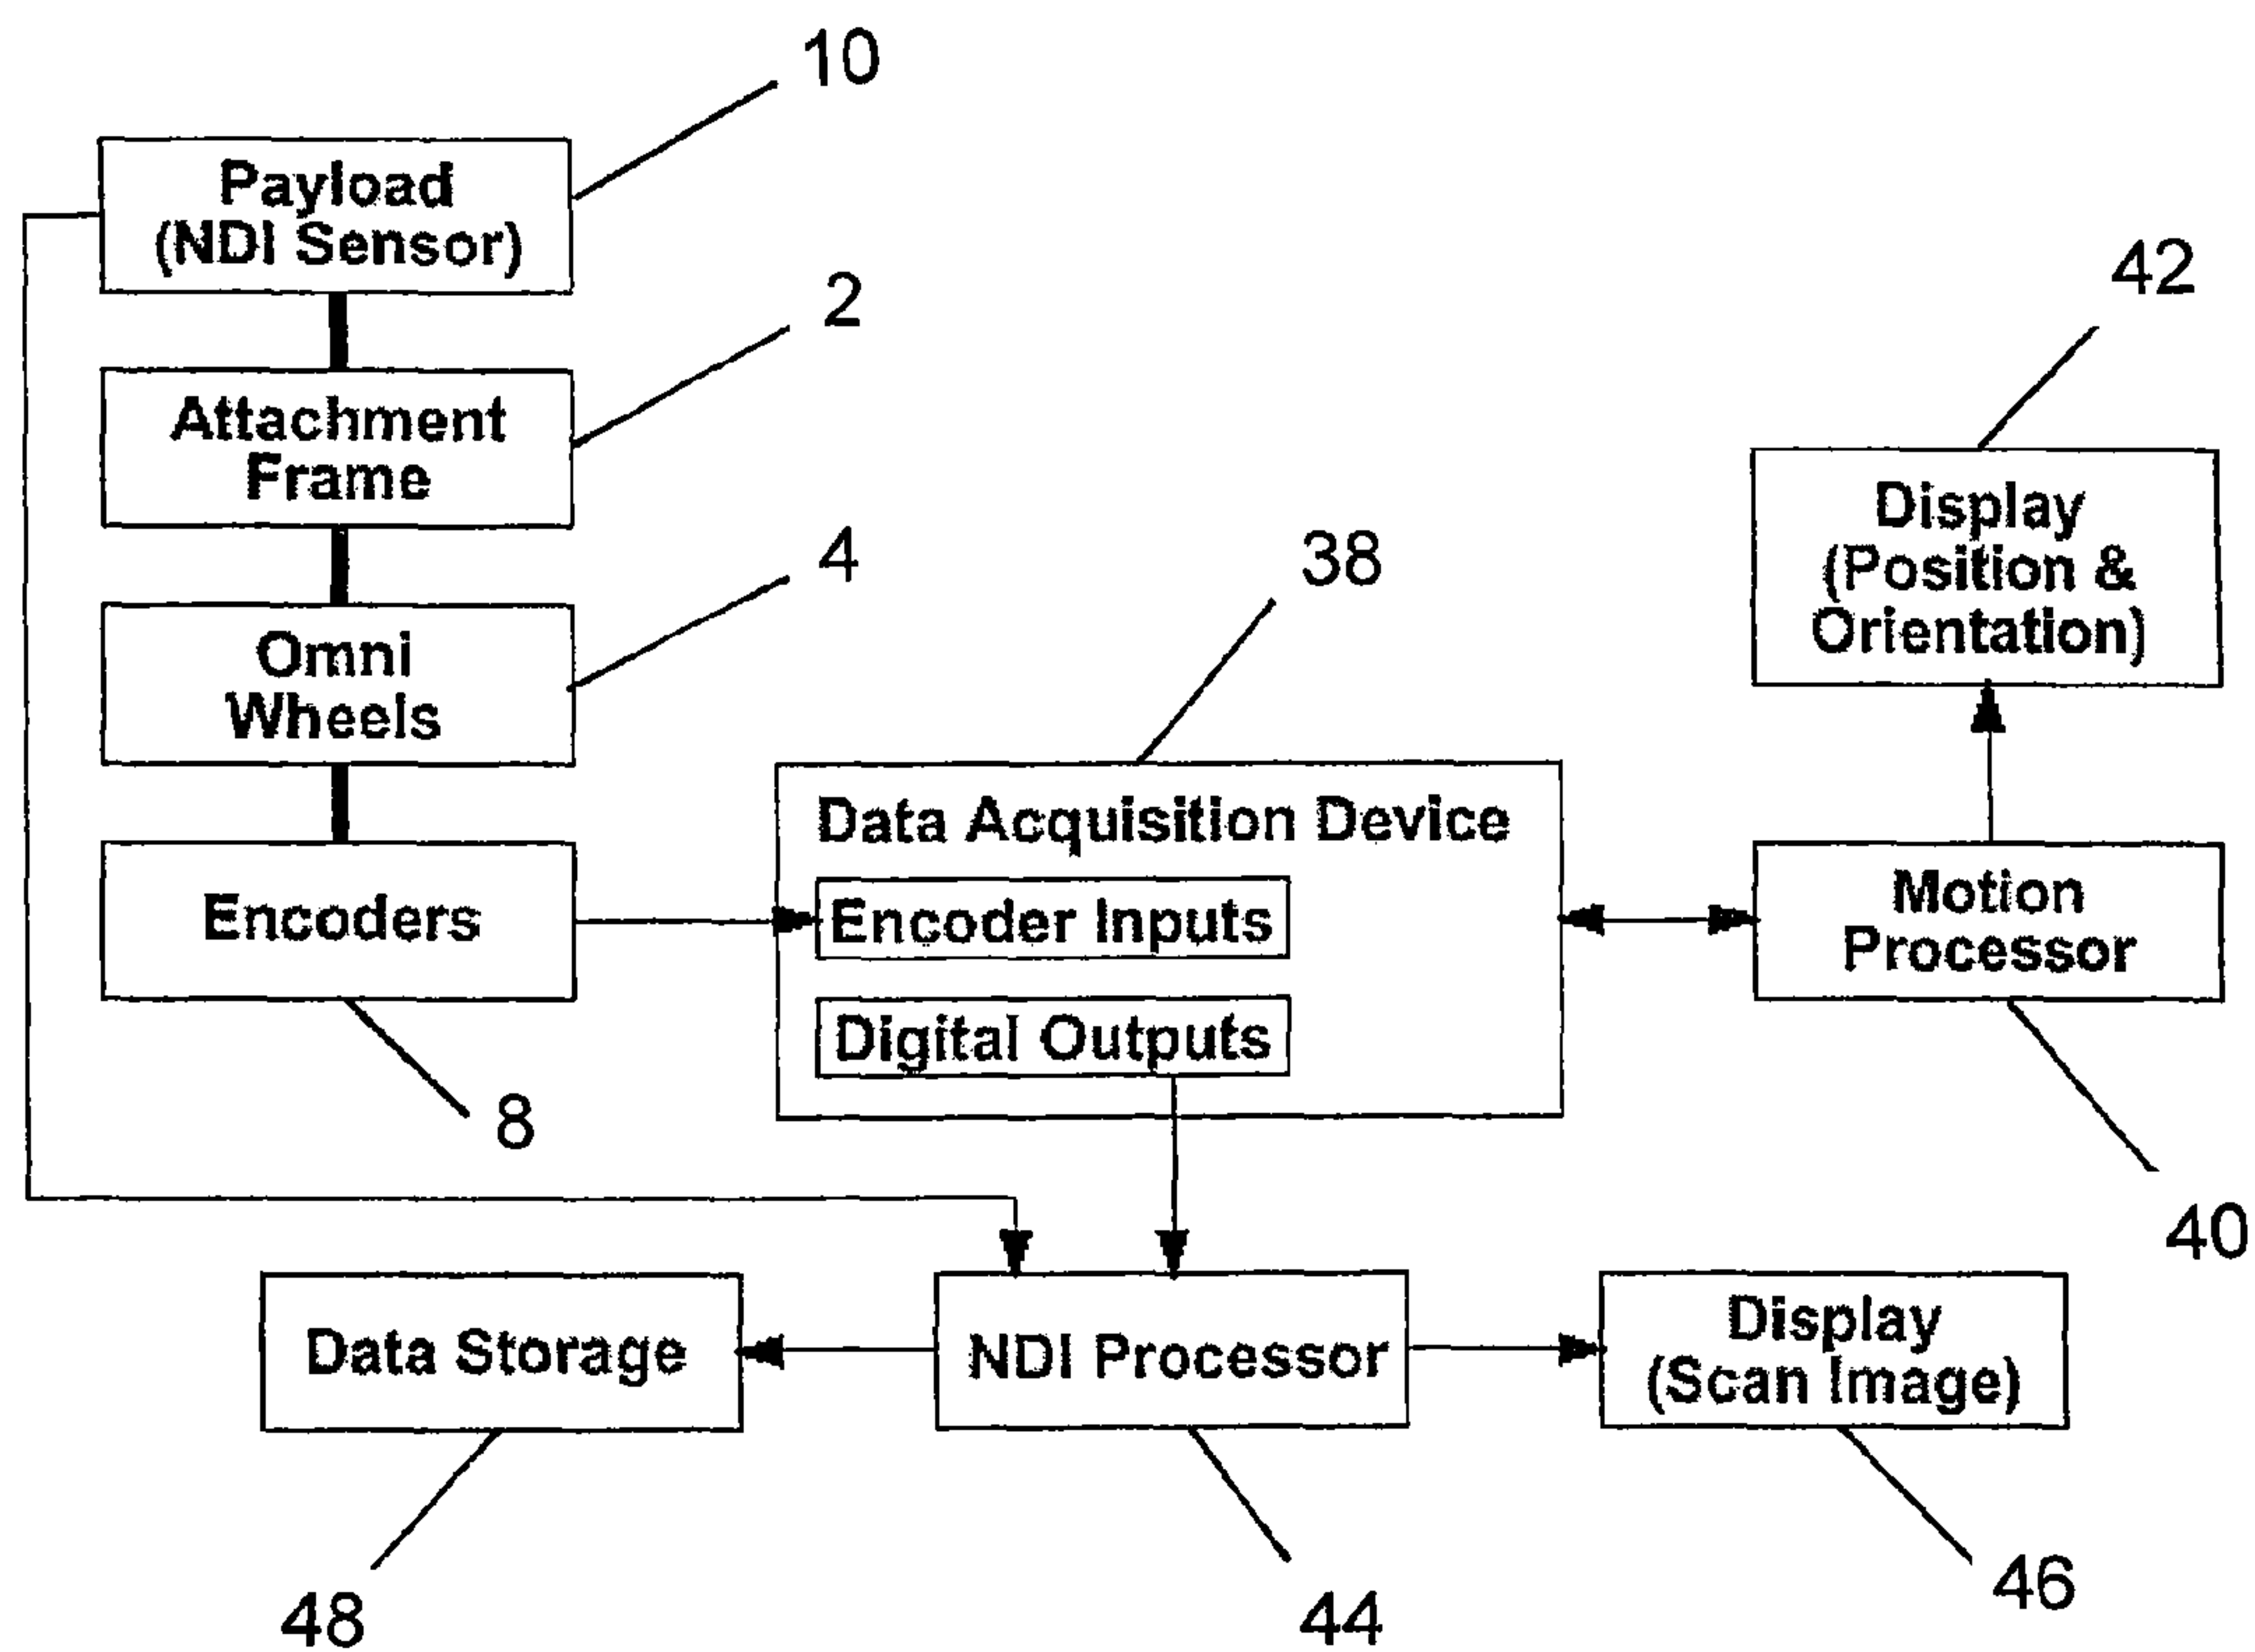 10
Payload
(NDI Sensor)
2
Attachment
Frame
42
4
38
Display
(Position &
Orientation)
Omni
Wheels
Data Acquisition Device
Encoders
Encoder Inputs
Motion
Processor
Digital Outputs
8
40
Data Storage
NDI Processor
Display
(Scan Image)
48
44
46